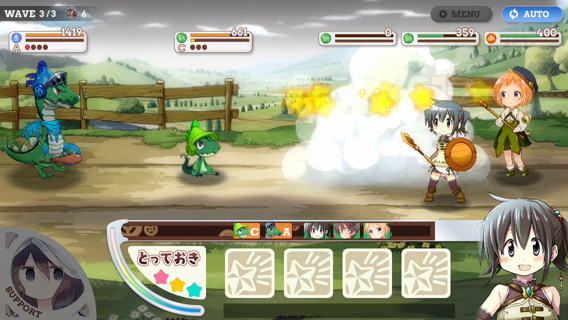 WAVE 3/3 6
MENU
AUTO
1419
A
661
C
0
359
400
C
A
とっておき
SUPPORT